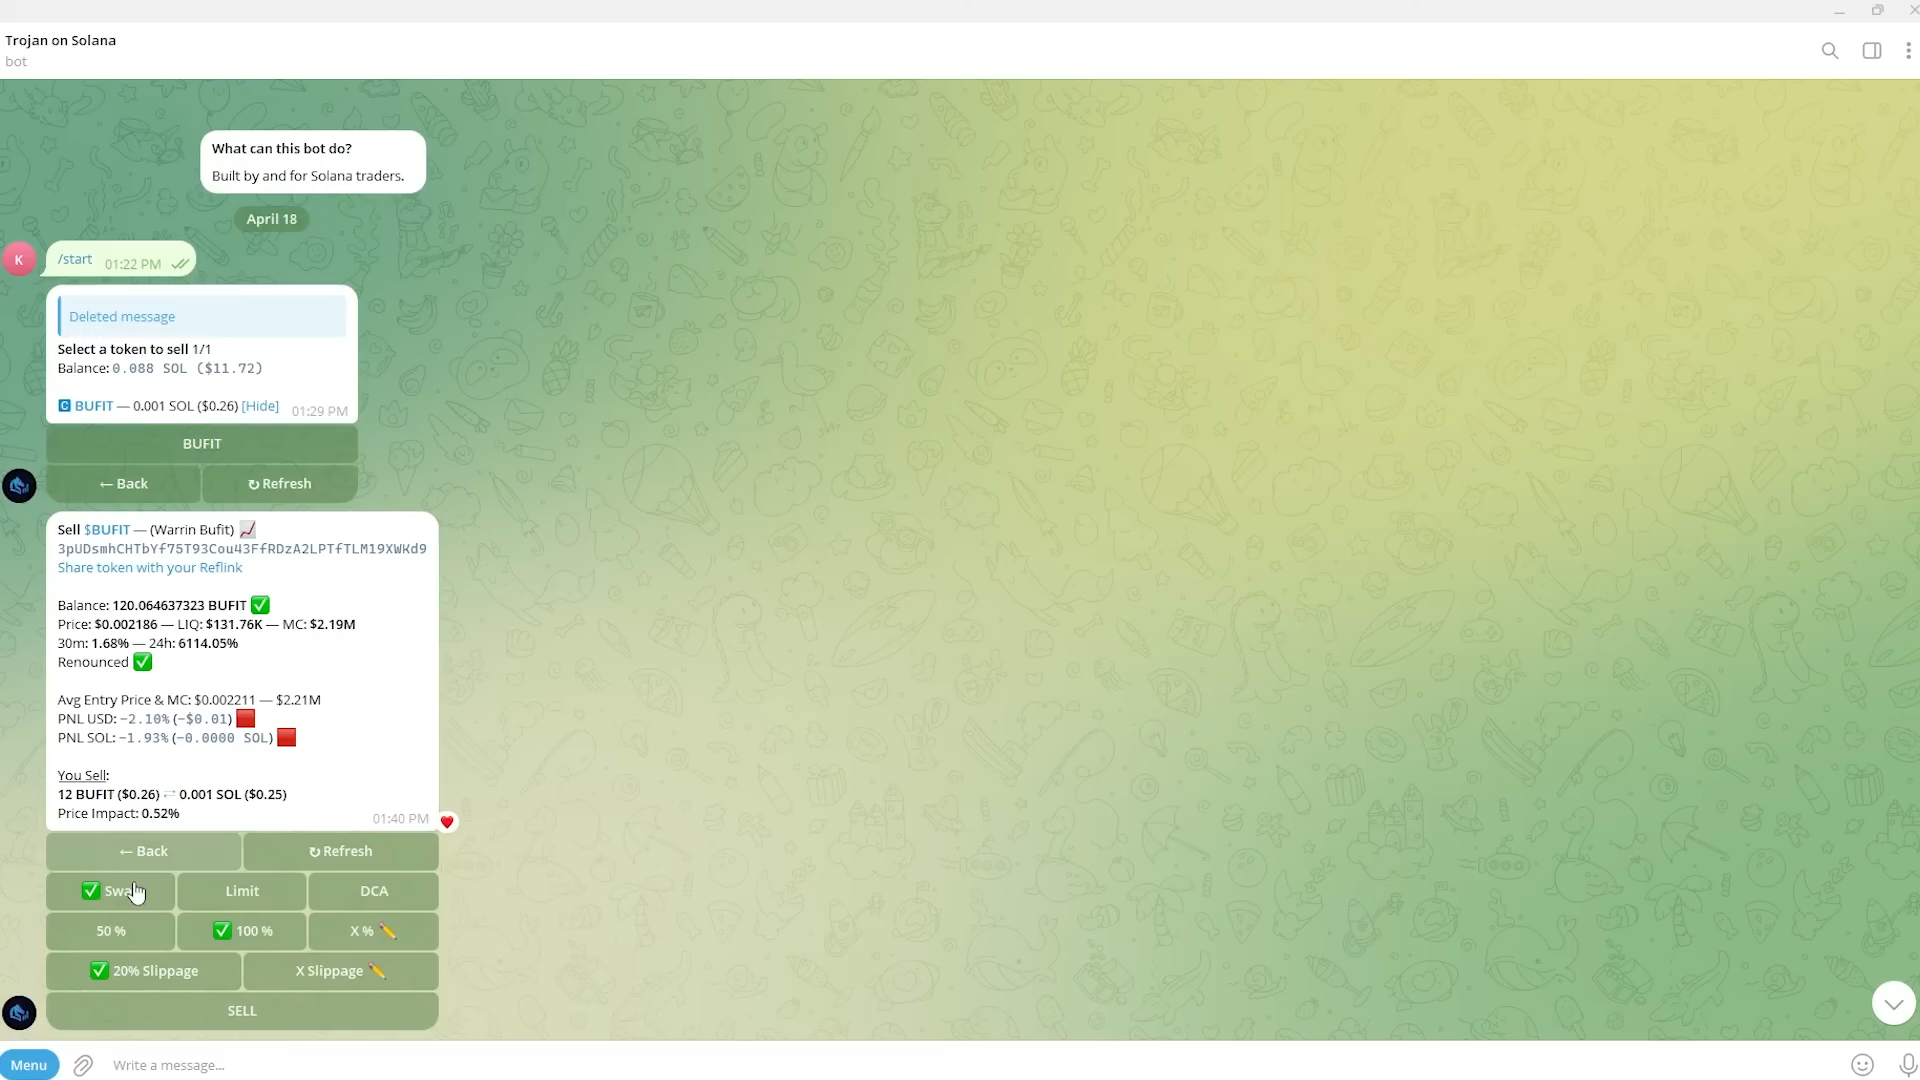 Trojan on Solana
bot
What can this bot do?
Built by and for Solana traders.
April 18
K
/start 01:22 PM
Deleted message
Select a token to sell 1/1
Balance: 0.088 SOL ($11.72)
C BUFIT — 0.001 SOL ($0.26) [Hide] 01:29 PM
BUFIT
← Back ↻ Refresh
Sell $BUFIT — (Warrin Bufit) 📈
3pUDsmhCHTbYf75T93Cou43FfRDzA2LPTfTLM19XWKd9
Share token with your Reflink
Balance: 120.064637323 BUFIT ✅
Price: $0.002186 — LIQ: $131.76K — MC: $2.19M
30m: 1.68% — 24h: 6114.05%
Renounced ✅
Avg Entry Price & MC: $0.002211 — $2.21M
PNL USD: -2.10% (-$0.01) 🟥
PNL SOL: -1.93% (-0.0000 SOL) 🟥
You Sell:
12 BUFIT ($0.26) ⇄ 0.001 SOL ($0.25)
Price Impact: 0.52%
01:40 PM ❤
← Back ↻ Refresh
✅ Limit DCA
50 % ✅ 100 % X % ✏️
✅ 20% Slippage X Slippage ✏️
SELL
Menu Write a message...